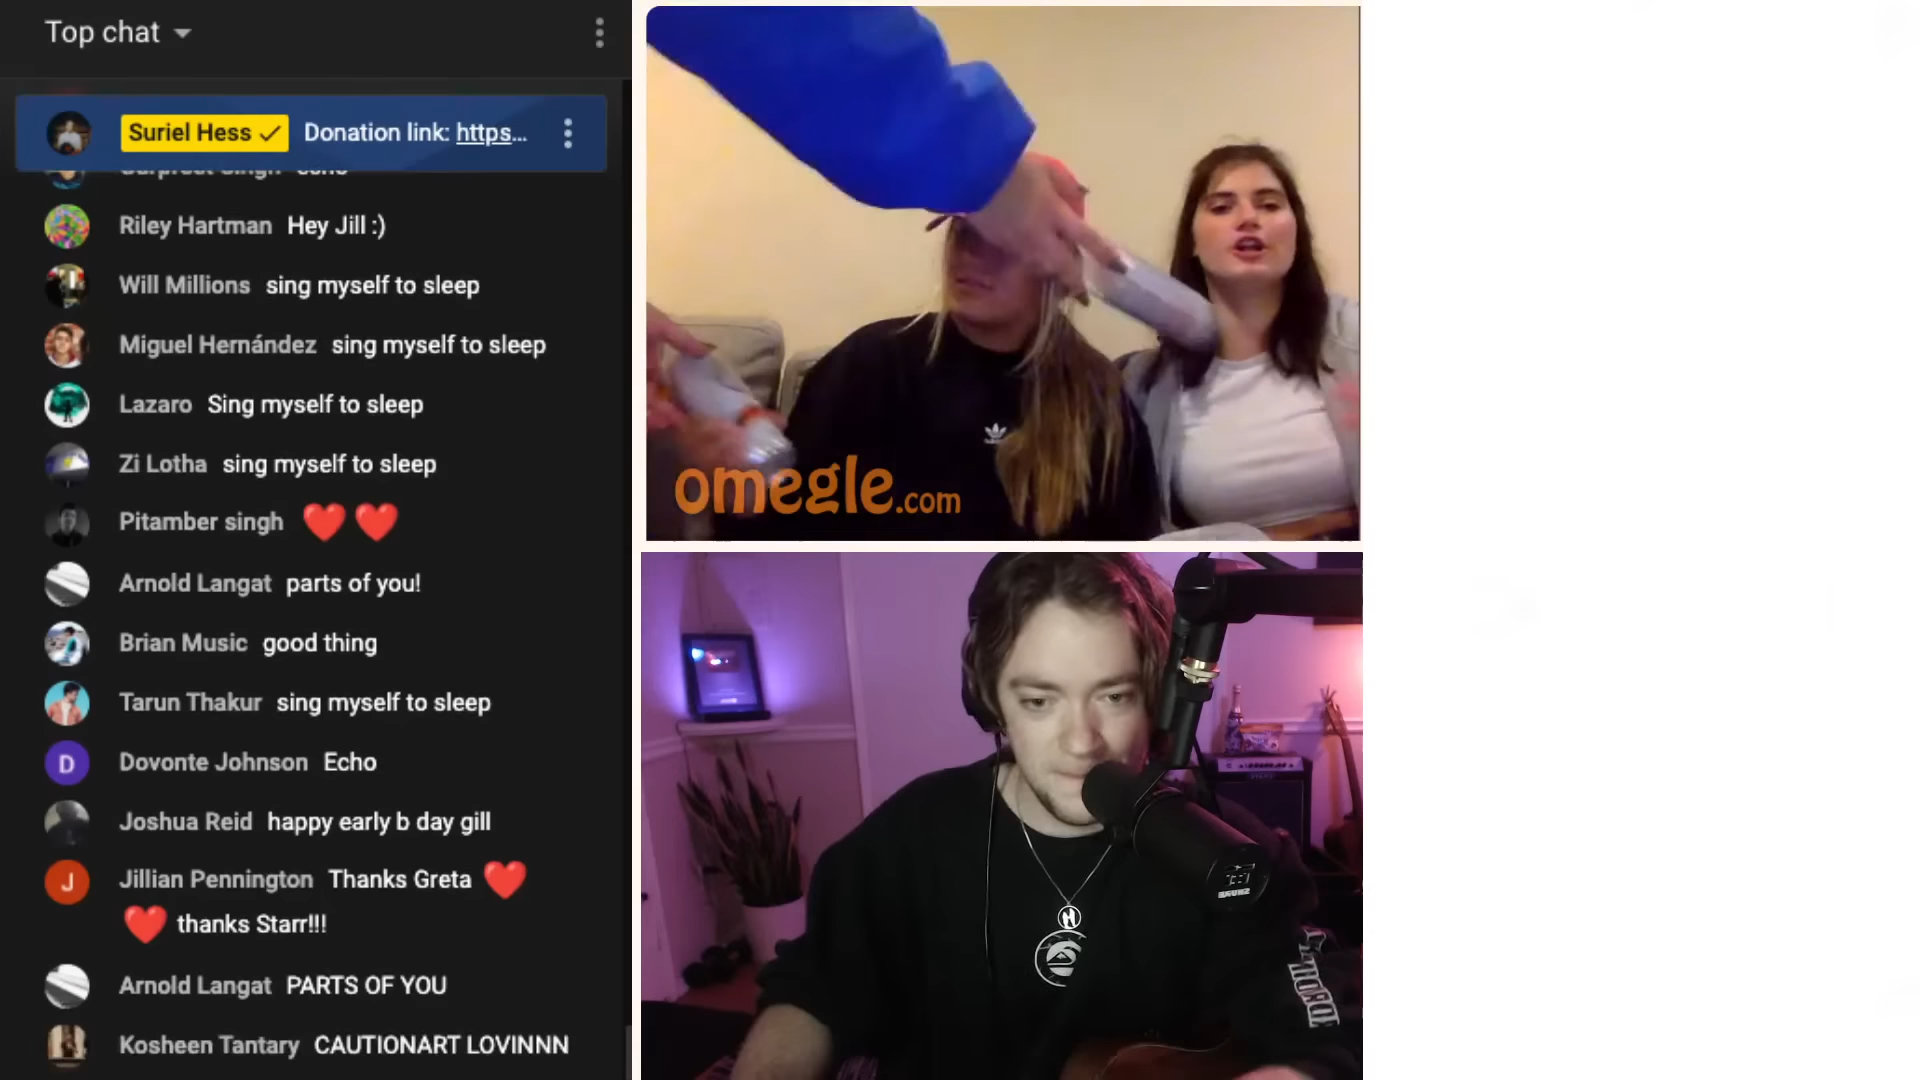 Top chat
Suriel Hess Donation link: https...
Riley Hartman Hey Jill :)
Will Millions sing myself to sleep
Miguel Hernández sing myself to sleep
Lazaro Sing myself to sleep
Zi Lotha sing myself to sleep
Pitamber singh ❤️❤️
Arnold Langat parts of you!
Brian Music good thing
Tarun Thakur sing myself to sleep
D
Dovonte Johnson Echo
Joshua Reid happy early b day gill
J
Jillian Pennington Thanks Greta ❤️
❤️ thanks Starr!!!
Arnold Langat PARTS OF YOU
Kosheen Tantary CAUTIONART LOVINNN
omegle.com